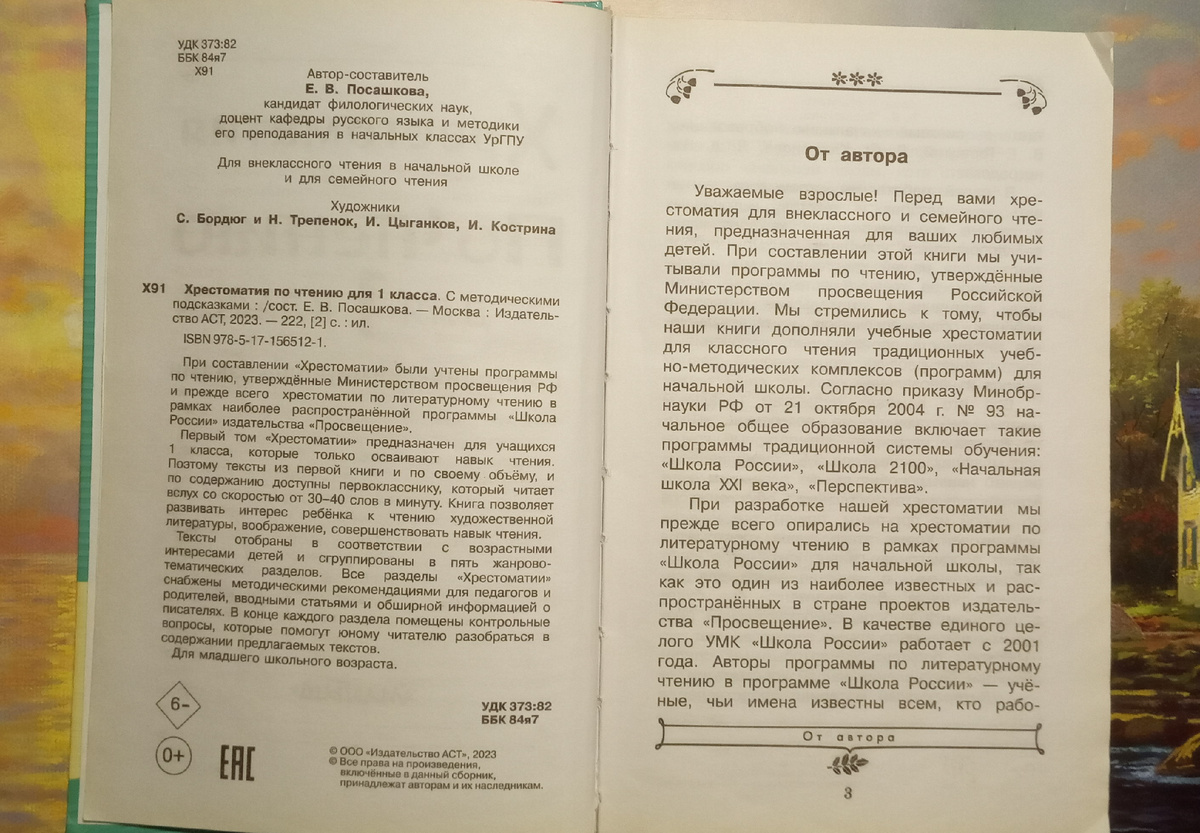 УДК 373:82
ББК 84я7
Х91
Автор-составитель
Е. В. Посашкова,
кандидат филологических наук,
доцент кафедры русского языка и методики
его преподавания в начальных классах УрГПУ
Для внеклассного чтения в начальной школе
и для семейного чтения
Художники
С. Бордюг и Н. Трепенок, И. Цыганков, И. Кострина
Х91 Хрестоматия по чтению для 1 класса. С методическими
подсказками : /сост. Е. В. Посашкова. — Москва : Издатель-
ство АСТ, 2023. — 222, [2] с. : ил.
ISBN 978-5-17-156512-1.
При составлении «Хрестоматии» были учтены программы
по чтению, утверждённые Министерством просвещения РФ
и прежде всего хрестоматии по литературному чтению в
рамках наиболее распространённой программы «Школа
России» издательства «Просвещение».
Первый том «Хрестоматии» предназначен для учащихся
1 класса, которые только осваивают навык чтения.
Поэтому тексты из первой книги и по своему объёму, и
по содержанию доступны первокласснику, который читает
вслух со скоростью от 30–40 слов в минуту. Книга позволяет
развивать интерес ребёнка к чтению художественной
литературы, воображение, совершенствовать навык чтения.
Тексты отобраны в соответствии с возрастными
интересами детей и сгруппированы в пять жанрово-
тематических разделов. Все разделы «Хрестоматии»
снабжены методическими рекомендациями для педагогов и
родителей, вводными статьями и обширной информацией о
писателях. В конце каждого раздела помещены контрольные
вопросы, которые помогут юному читателю разобраться в
содержании предлагаемых текстов.
Для младшего школьного возраста.
6-
УДК 373:82
ББК 84я7
0+
ЕАС
© ООО «Издательство АСТ», 2023
© Все права на произведения,
включённые в данный сборник,
принадлежат авторам и их наследникам.
От автора
Уважаемые взрослые! Перед вами хре-
стоматия для внеклассного и семейного чте-
ния, предназначенная для ваших любимых
детей. При составлении этой книги мы учи-
тывали программы по чтению, утверждённые
Министерством просвещения Российской
Федерации. Мы стремились к тому, чтобы
наши книги дополняли учебные хрестоматии
для классного чтения традиционных учеб-
но-методических комплексов (программ) для
начальной школы. Согласно приказу Минобр-
науки РФ от 21 октября 2004 г. № 93 на-
чальное общее образование включает такие
программы традиционной системы обучения:
«Школа России», «Школа 2100», «Начальная
школа XXI века», «Перспектива».
При разработке нашей хрестоматии мы
прежде всего опирались на хрестоматии по
литературному чтению в рамках программы
«Школа России» для начальной школы, так
как это один из наиболее известных и рас-
пространённых в стране проектов издатель-
ства «Просвещение». В качестве единого це-
лого УМК «Школа России» работает с 2001
года. Авторы программы по литературному
чтению в программе «Школа России» — учё-
ные, чьи имена известны всем, кто рабо-
От автора
3